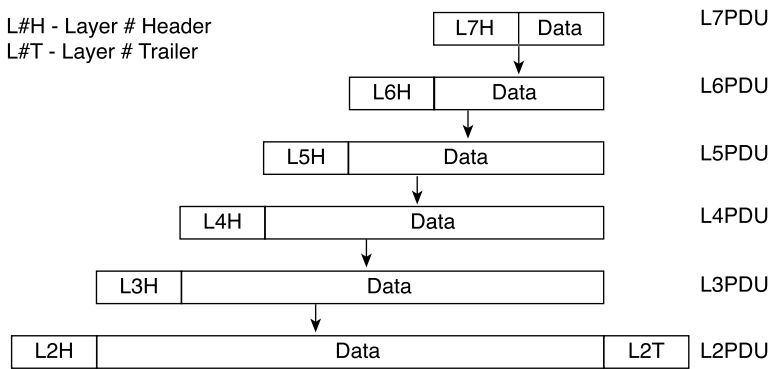 L#H - Layer # Header
L#T - Layer # Trailer
L7H Data L7PDU
L6H Data L6PDU
L5H Data L5PDU
L4H Data L4PDU
L3H Data L3PDU
L2H Data L2T L2PDU